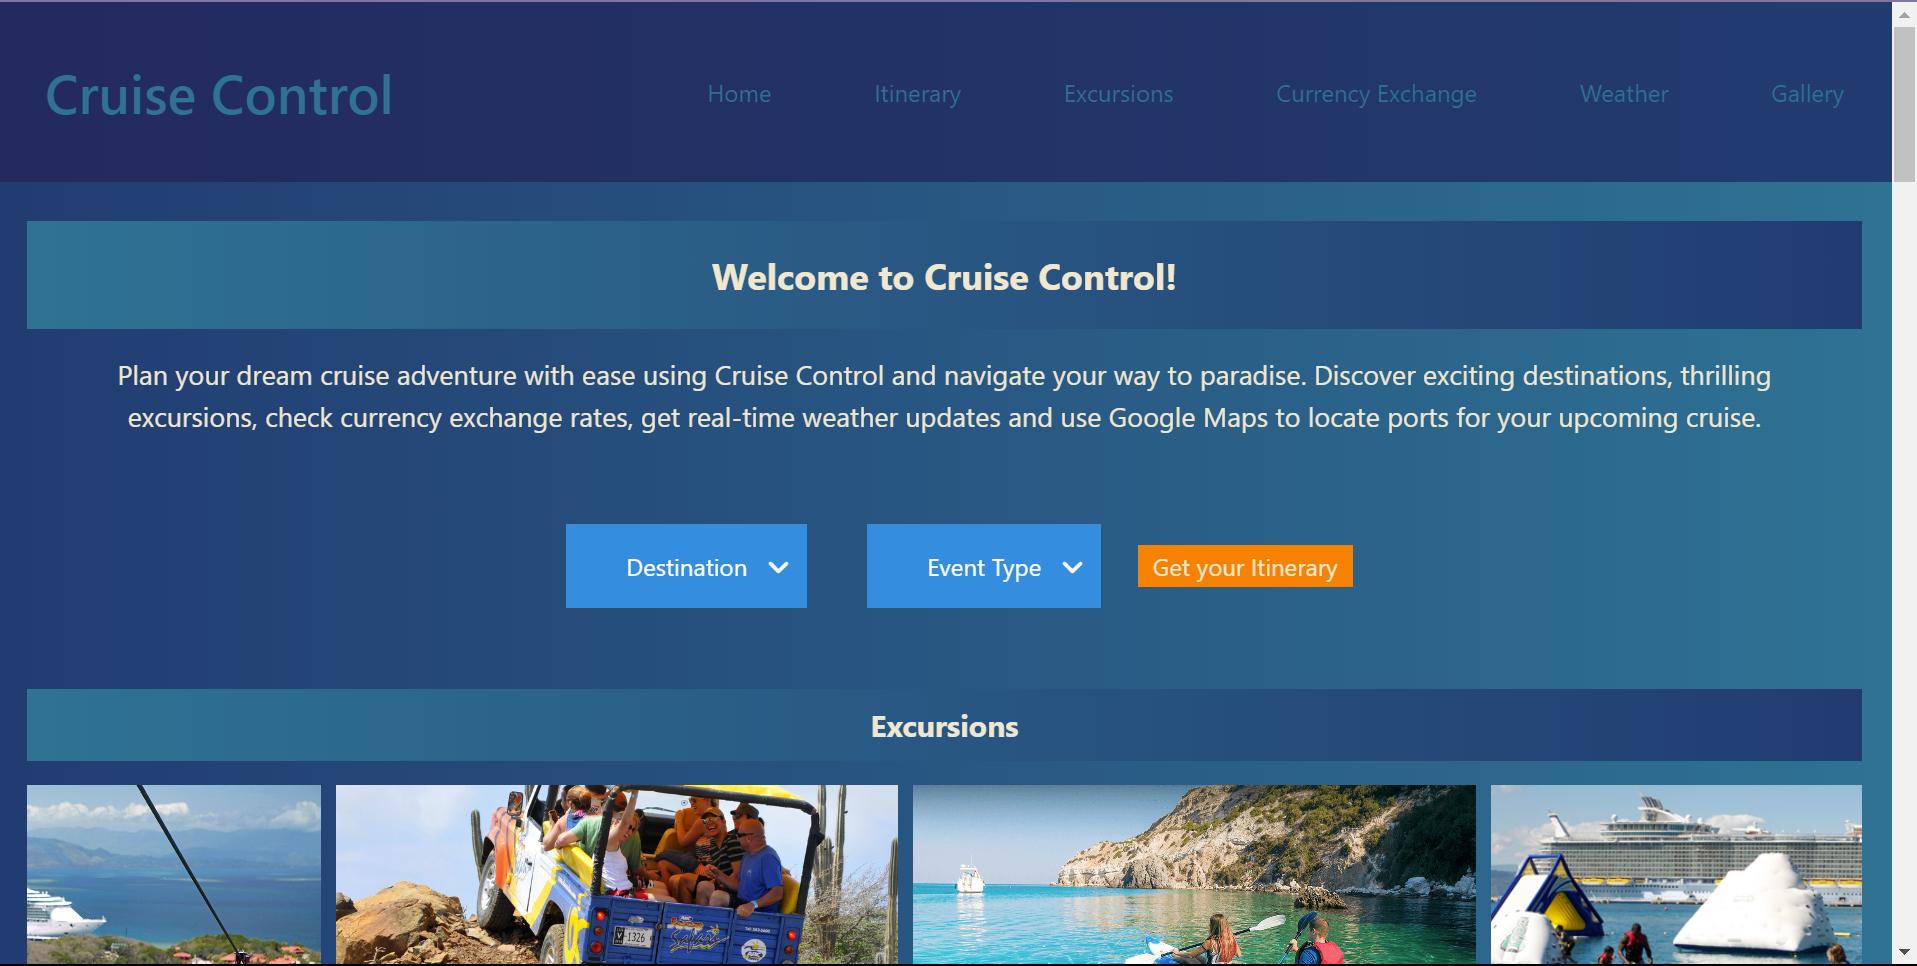 Cruise Control
Home
Itinerary
Excursions
Currency Exchange
Weather
Gallery
Welcome to Cruise Control!
Plan your dream cruise adventure with ease using Cruise Control and navigate your way to paradise. Discover exciting destinations, thrilling
excursions, check currency exchange rates, get real-time weather updates and use Google Maps to locate ports for your upcoming cruise.
Destination
Event Type
Get your Itinerary
Excursions
1326
Safaris